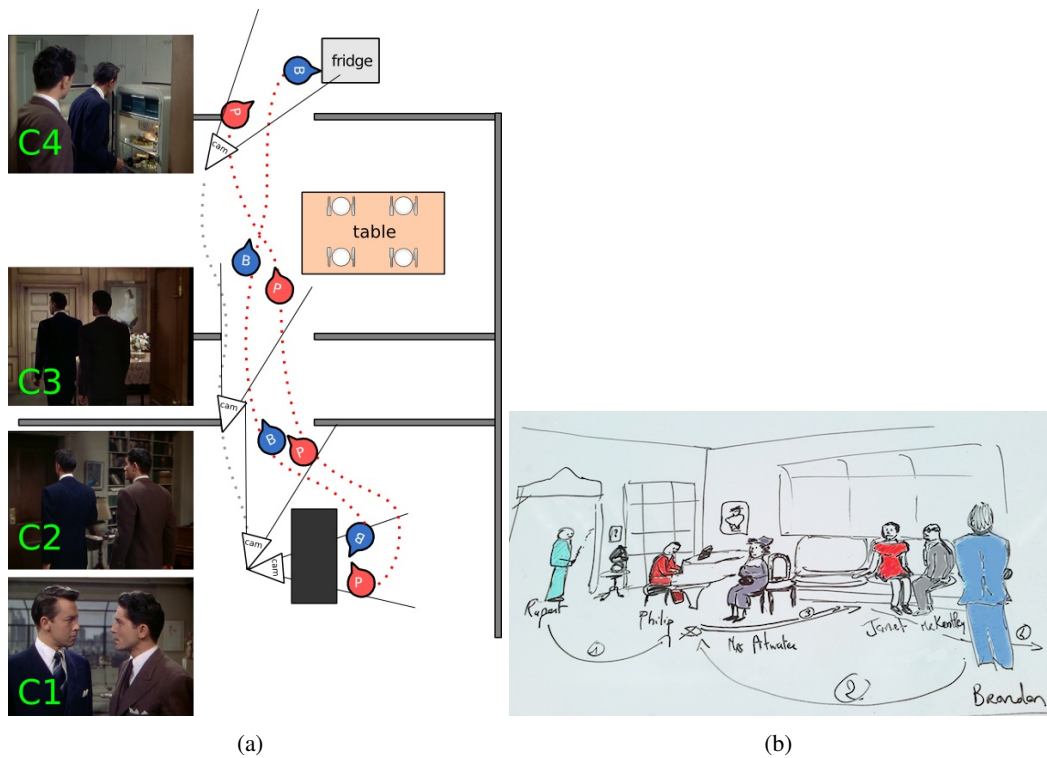 C4
B
fridge
P
cam
table
B
P
C3
cam
B
P
C2
cam
cam
B
P
C1
Rupert
Philip
Mrs Atwater
Janet
McKentley
Brandon
1
2
3
4
(a)
(b)